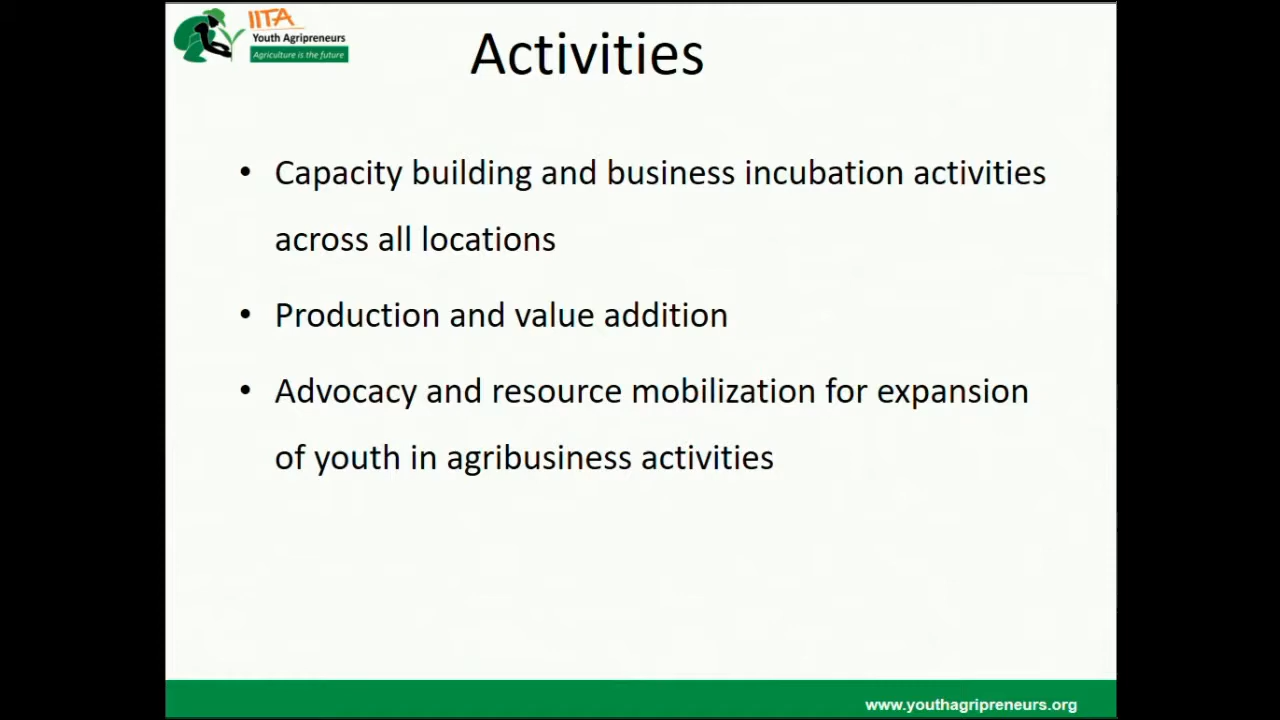 IITA
Youth Agripreneurs
Agriculture is the future
Activities
• Capacity building and business incubation activities
across all locations
• Production and value addition
• Advocacy and resource mobilization for expansion
of youth in agribusiness activities
www.youthagripreneurs.org